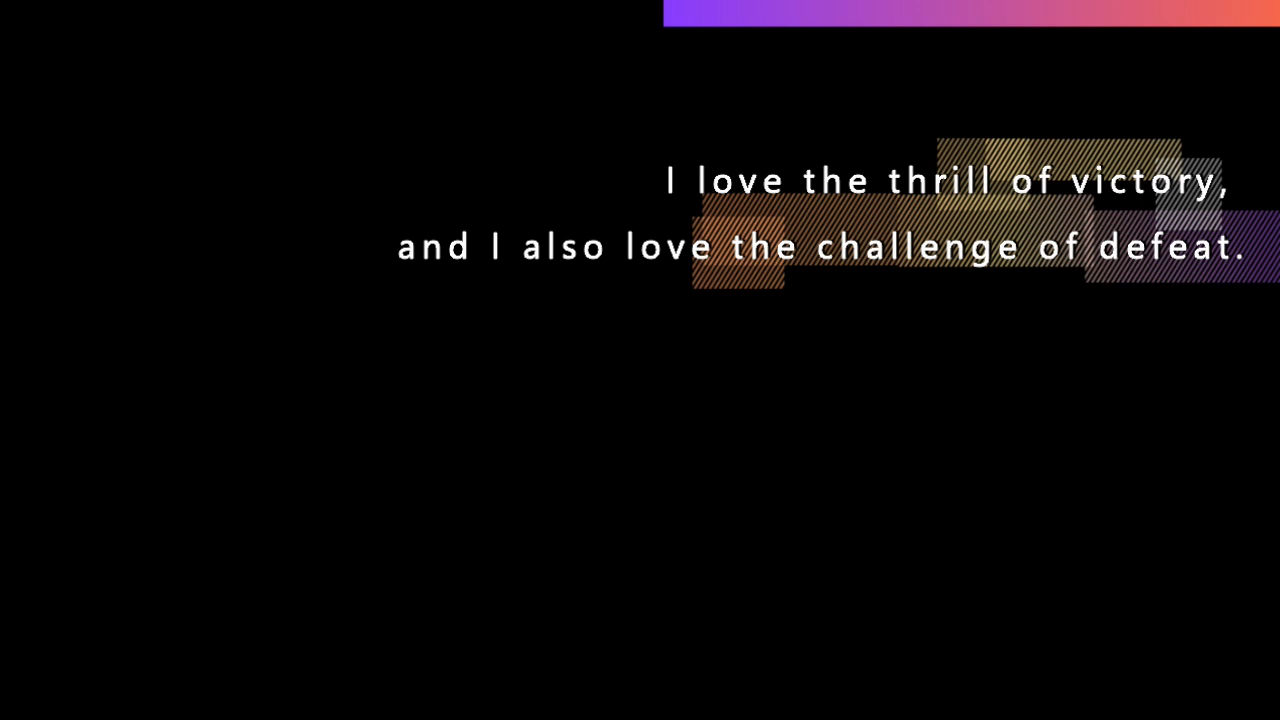 I love the thrill of victory,
and I also love the challenge of defeat.